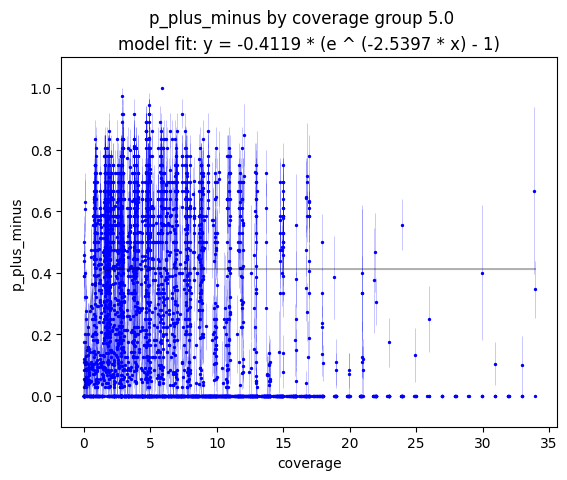 p_plus_minus by coverage group 5.0
model fit: y = -0.4119 * (e ^ (-2.5397 * x) - 1)
1.0
0.8
0.6
0.4
0.2
0.0
p_plus_minus
0 5 10 15 20 25 30 35
coverage